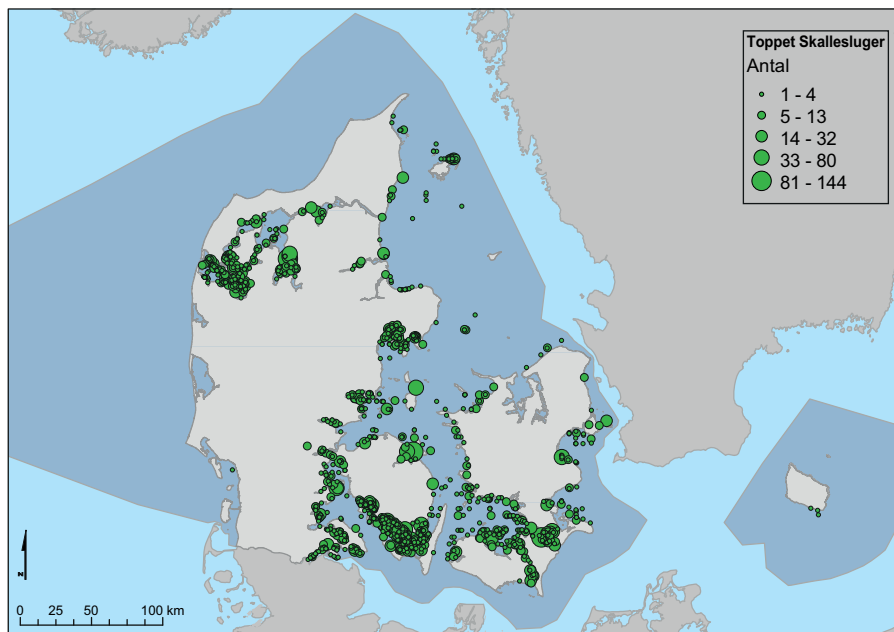 Toppet Skallesluger
Antal
1 - 4
5 - 13
14 - 32
33 - 80
81 - 144
N
0 25 50 100 km